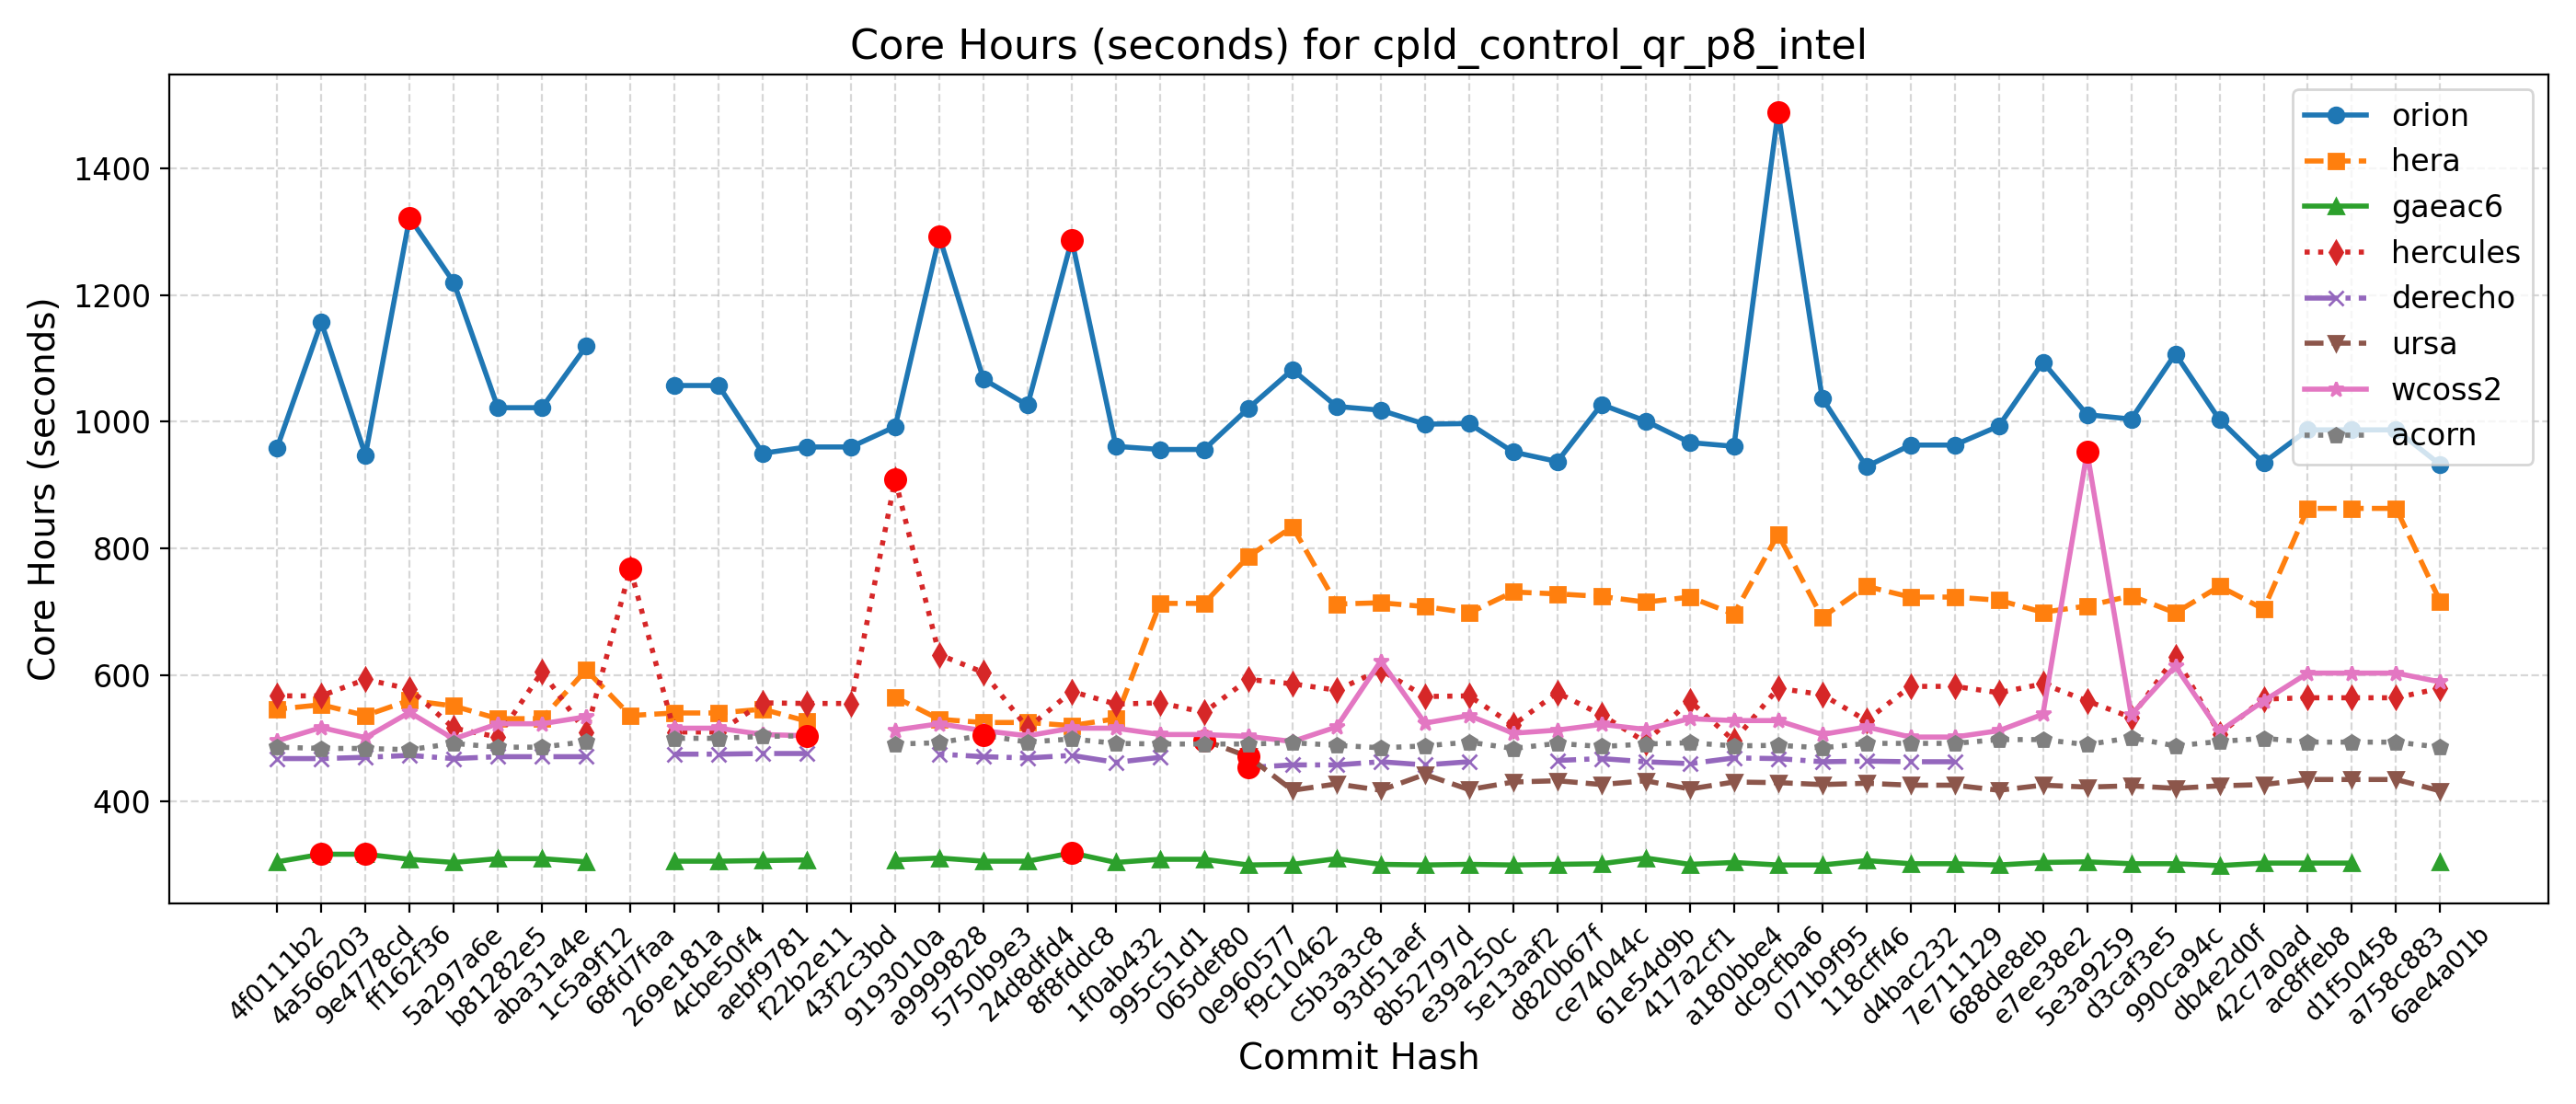 Core Hours (seconds) for cpld_control_qr_p8_intel
Core Hours (seconds)
1400
1200
1000
800
600
400
orion
hera
gaeac6
hercules
derecho
ursa
wcoss2
acorn
4f0111b2
4a566203
9e4778cd
ff162f36
5a297a6e
b81282e5
aba31a4e
1c5a9f12
68fd7faa
269e181a
4cbe50f4
aebf9781
f22b2e11
43f2c3bd
9193010a
a9999828
5750b9e3
24d8dfd4
8f8fddc8
1f0ab432
995c51d1
065def80
0e960577
f9c10462
c5b3a3c8
93d51aef
8b52797d
e39a250c
5e13aaf2
d820b67f
ce74044c
61e54d9b
417a2cf1
a180bbe4
dc9cfba6
071b9f95
118cff46
d4bac232
7e711129
688de8eb
e7ee38e2
5e3a9259
d3caf3e5
990ca94c
db4e2d0f
42c7a0ad
ac8ffeb8
d1f50458
a758c883
6ae4a01b
Commit Hash